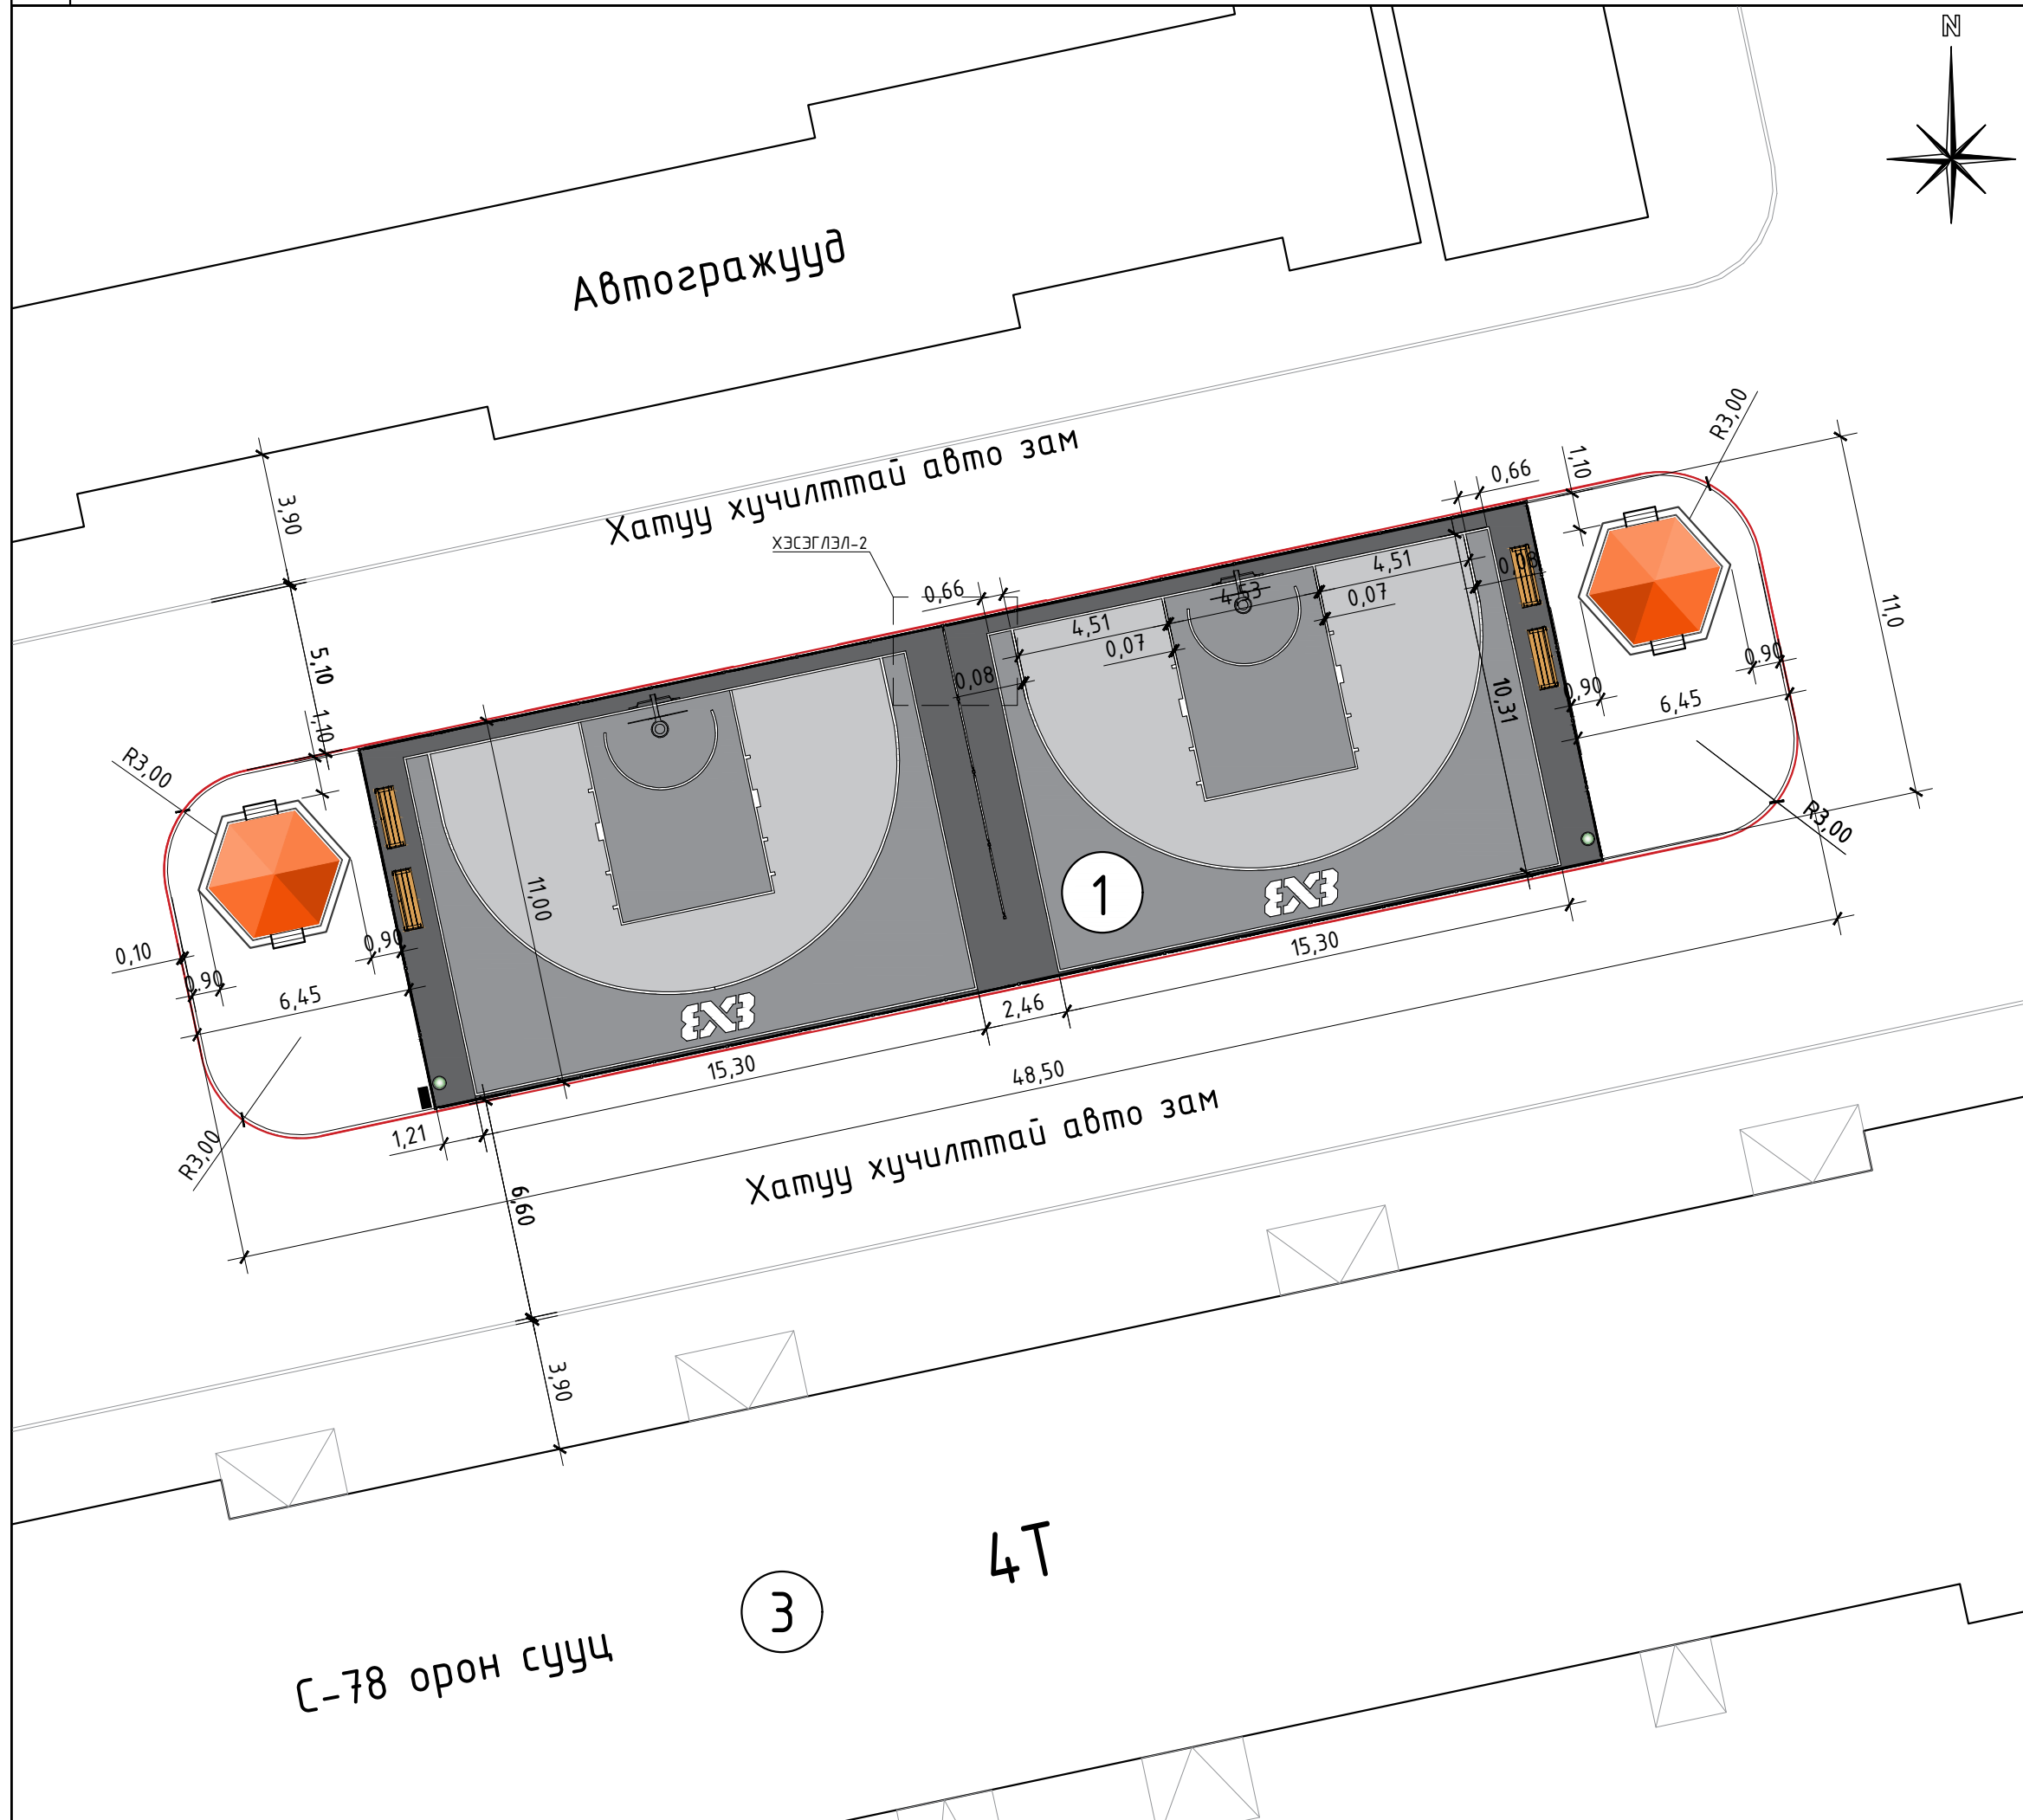 N
Автогражууд
Хатуу хучилттай авто зам
ХЭСЭГЛЭЛ-2
3,90
5,10
1,10
R3,00
0,66
4,51
0,07
0,08
4,53
4,51
0,07
0,66
0,08
1,10
R3,00
11,0
10,31
0.90
0,90
6,45
R3,00
11,00
0,10
0.90
0,90
6,45
R3,00
1
3X3
3X3
15,30
2,46
15,30
48,50
1,21
6,60
3,90
Хатуу хучилттай авто зам
4Т
3
С-78 орон сууц